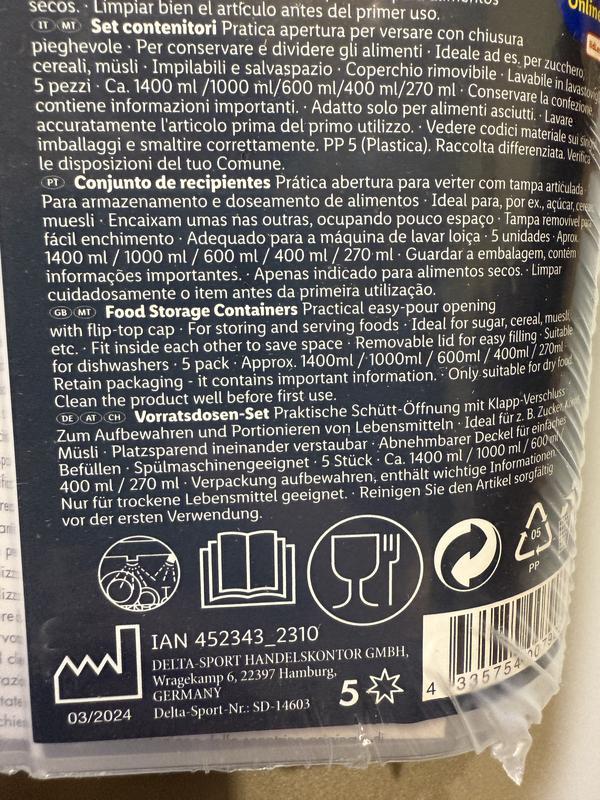 secos. · Limpiar bien el artículo antes del primer uso.
Online
IT MT Set contenitori Pratica apertura per versare con chiusura
pieghevole · Per conservare e dividere gli alimenti · Ideale ad es. per zucchero,
cereali, müsli · Impilabili e salvaspazio · Coperchio rimovibile · Lavabile in lavastovig
5 pezzi · Ca. 1400 ml /1000 ml/600 ml/400 ml/270 ml · Conservare la confezione,
contiene informazioni importanti. · Adatto solo per alimenti asciutti. · Lavare
accuratamente l'articolo prima del primo utilizzo. · Vedere codici materiale sui sing
imballaggi e smaltire correttamente. PP 5 (Plastica). Raccolta differenziata. Verifica
le disposizioni del tuo Comune.
PT Conjunto de recipientes Prática abertura para verter com tampa articulada ·
Para armazenamento e doseamento de alimentos · Ideal para, por ex., açúcar, cereais,
muesli · Encaixam umas nas outras, ocupando pouco espaço · Tampa removível para
fácil enchimento · Adequado para a máquina de lavar loiça · 5 unidades · Aprox.
1400 ml / 1000 ml / 600 ml / 400 ml / 270 ml · Guardar a embalagem, contém
informações importantes. · Apenas indicado para alimentos secos. · Limpar
cuidadosamente o item antes da primeira utilização.
GB MT Food Storage Containers Practical easy-pour opening
with flip-top cap · For storing and serving foods · Ideal for sugar, cereal, muesli,
etc. · Fit inside each other to save space · Removable lid for easy filling · Suitable
for dishwashers · 5 pack · Approx. 1400ml / 1000ml / 600ml / 400ml / 270ml ·
Retain packaging - it contains important information. · Only suitable for dry food.
Clean the product well before first use.
DE AT CH Vorratsdosen-Set Praktische Schütt-Öffnung mit Klapp-Verschluss
Zum Aufbewahren und Portionieren von Lebensmitteln · Ideal für z. B. Zucker,
Müsli · Platzsparend ineinander verstaubar · Abnehmbarer Deckel für einfaches
Befüllen · Spülmaschinengeeignet · 5 Stück · Ca. 1400 ml / 1000 ml / 600 ml /
400 ml / 270 ml · Verpackung aufbewahren, enthält wichtige Informationen.
Nur für trockene Lebensmittel geeignet. · Reinigen Sie den Artikel sorgfältig
vor der ersten Verwendung.
05
PP
IAN 452343_2310
DELTA-SPORT HANDELSKONTOR GMBH,
Wragekamp 6, 22397 Hamburg,
GERMANY
Delta-Sport-Nr.: SD-14603
03/2024
5
4 335754